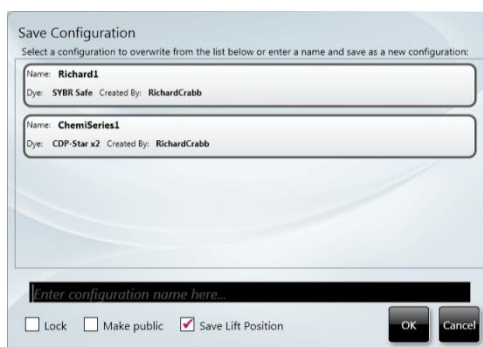 Save Configuration
Select a configuration to overwrite from the list below or enter a name and save as a new configuration:
Name: Richard1
Dye: SYBR Safe Created By: RichardCrabb
Name: ChemiSeries1
Dye: CDP-Star x2 Created By: RichardCrabb
Enter configuration name here...
Lock Make public Save Lift Position OK Cancel